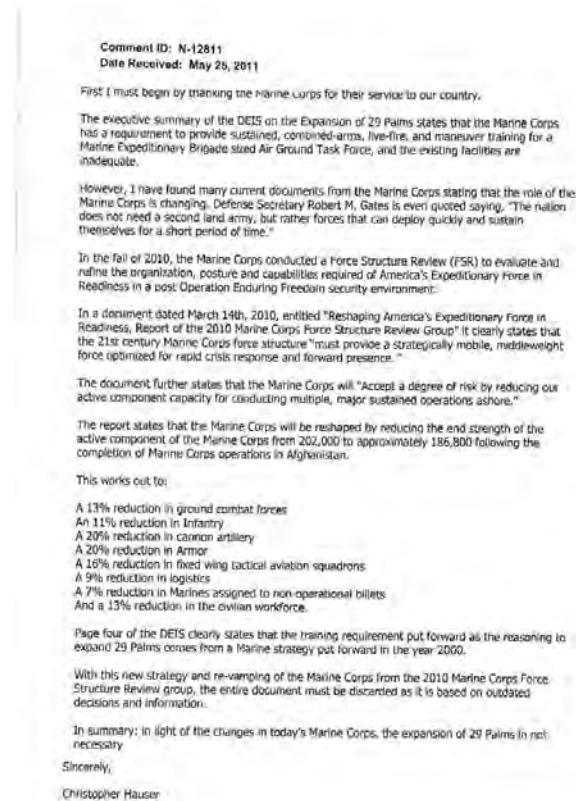 Comment ID: N-12811
Date Received: May 25, 2011
First I must begin by thanking the Marine Corps for their service to our country.
The executive summary of the DEIS on the Expansion of 29 Palms states that the Marine Corps
has a requirement to provide sustained, combined-arms, live-fire, and maneuver training for a
Marine Expeditionary Brigade sized Air Ground Task Force, and the existing facilities are
inadequate.
However, I have found many current documents from the Marine Corps stating that the role of the
Marine Corps is changing. Defense Secretary Robert M. Gates is even quoted saying, "The nation
does not need a second land army, but rather forces that can deploy quickly and sustain
themselves for a short period of time."
In the fall of 2010, the Marine Corps conducted a Force Structure Review (FSR) to evaluate and
refine the organization, posture and capabilities required of America's Expeditionary Force in
Readiness in a post Operation Enduring Freedom security environment.
In a document dated March 14th, 2010, entitled "Reshaping America's Expeditionary Force in
Readiness, Report of the 2010 Marine Corps Force Structure Review Group" it clearly states that
the 21st century Marine Corps force structure "must provide a strategically mobile, middleweight
force optimized for rapid crisis response and forward presence. "
The document further states that the Marine Corps will "Accept a degree of risk by reducing our
active component capacity for conducting multiple, major sustained operations ashore."
The report states that the Marine Corps will be reshaped by reducing the end strength of the
active component of the Marine Corps from 202,000 to approximately 186,800 following the
completion of Marine Corps operations in Afghanistan.
This works out to:
A 13% reduction in ground combat forces
An 11% reduction in Infantry
A 20% reduction in cannon artillery
A 20% reduction in Armor
A 16% reduction in fixed wing tactical aviation squadrons
A 9% reduction in logistics
A 7% reduction in Marines assigned to non-operational billets
And a 13% reduction in the civilian workforce.
Page four of the DEIS clearly states that the training requirement put forward as the reasoning to
expand 29 Palms comes from a Marine strategy put forward in the year 2000.
With this new strategy and re-vamping of the Marine Corps from the 2010 Marine Corps Force
Structure Review group, the entire document must be discarded as it is based on outdated
decisions and information.
In summary: in light of the changes in today's Marine Corps, the expansion of 29 Palms in not
necessary
Sincerely,
Christopher Hauser